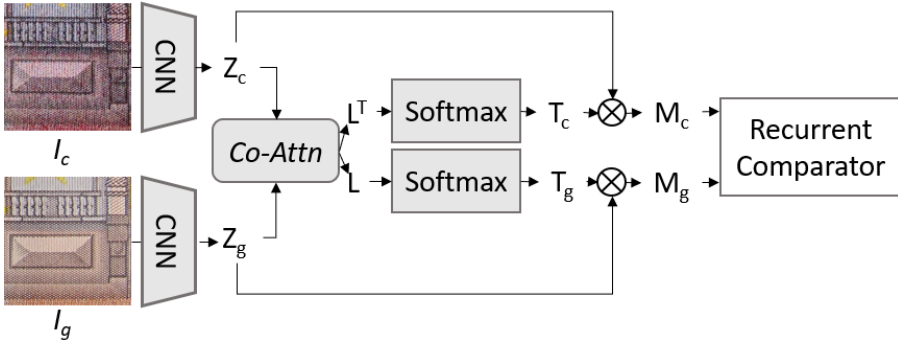 CNN
Z_c
I_c
Co-Attn
L^T
Softmax
T_c
⊗
M_c
L
Softmax
T_g
⊗
M_g
Recurrent
Comparator
CNN
Z_g
I_g